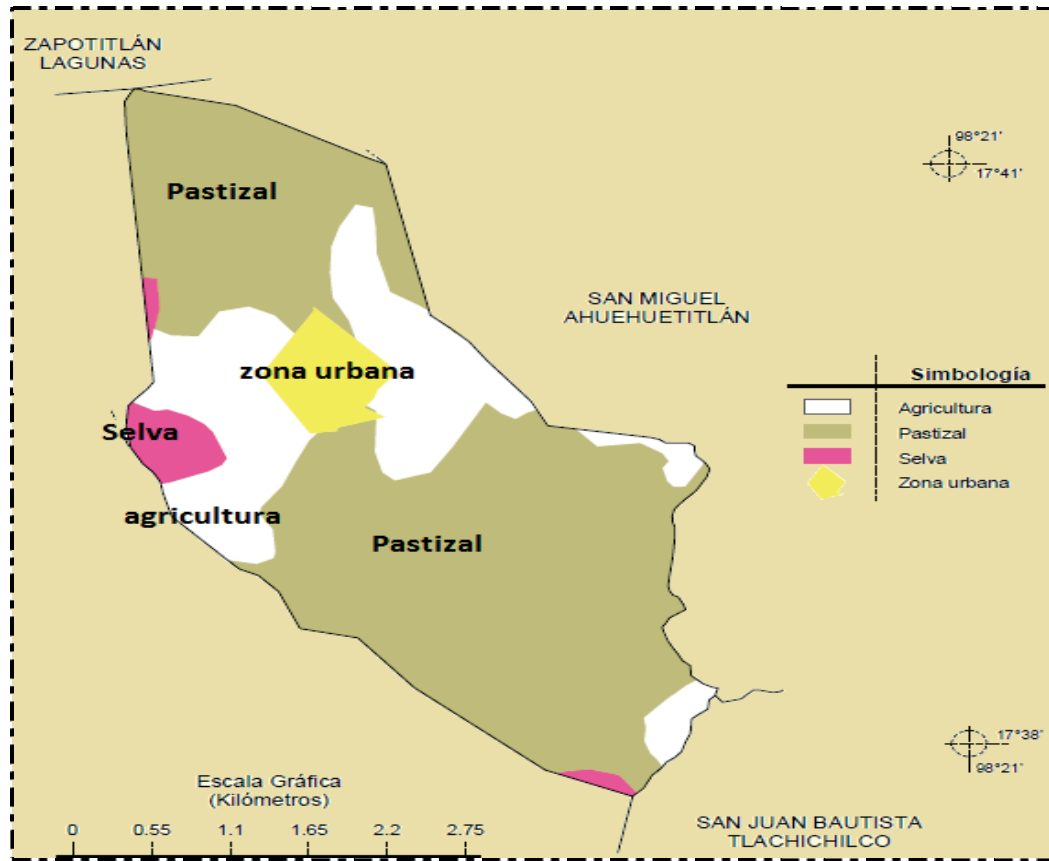 ZAPOTITLÁN
LAGUNAS
98°21'
17°41'
Pastizal
SAN MIGUEL
AHUEHUETITLÁN
zona urbana
Simbología
Agricultura
Pastizal
Selva
Zona urbana
Selva
agricultura
Pastizal
17°38'
98°21'
Escala Gráfica
(Kilómetros)
0 0.55 1.1 1.65 2.2 2.75
SAN JUAN BAUTISTA
TLACHICHILCO